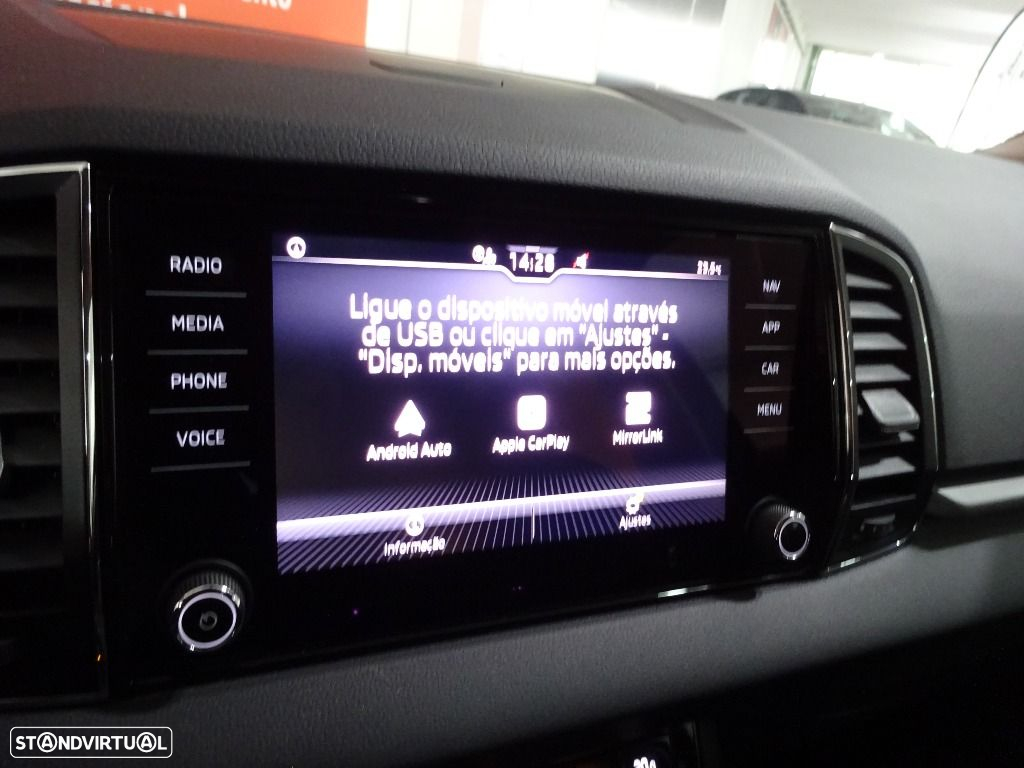 RADIO
MEDIA
PHONE
VOICE
14:28
Ligue o dispositivo móvel através
de USB ou clique em "Ajustes" -
"Disp. móveis" para mais opções.
Android Auto
Apple CarPlay
MirrorLink
Informação
Ajustes
NAV
APP
CAR
MENU
STANDVIRTUAL